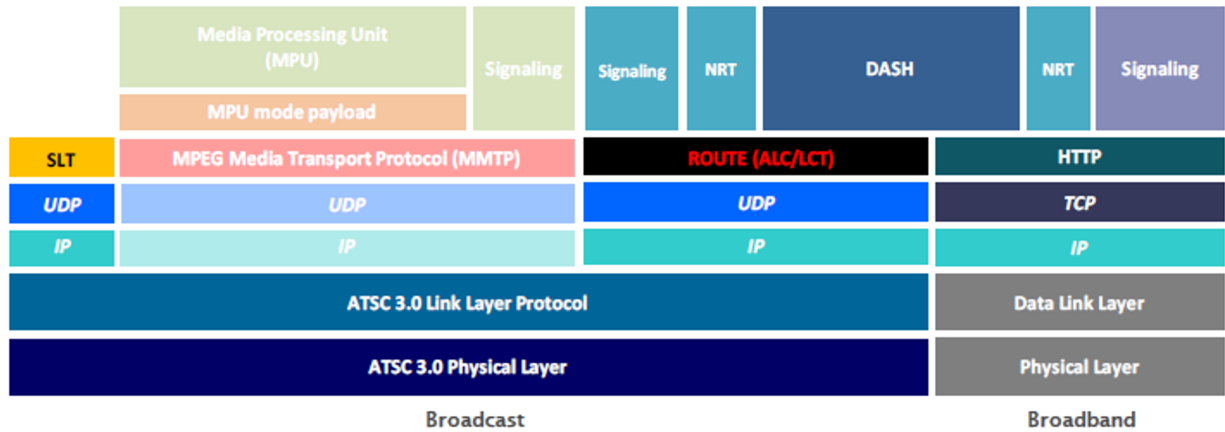 Media Processing Unit
(MPU)
Signaling
Signaling
NRT
DASH
NRT
Signaling
MPU mode payload
SLT
MPEG Media Transport Protocol (MMTP)
ROUTE (ALC/LCT)
HTTP
UDP
UDP
UDP
TCP
IP
IP
IP
IP
ATSC 3.0 Link Layer Protocol
Data Link Layer
ATSC 3.0 Physical Layer
Physical Layer
Broadcast
Broadband